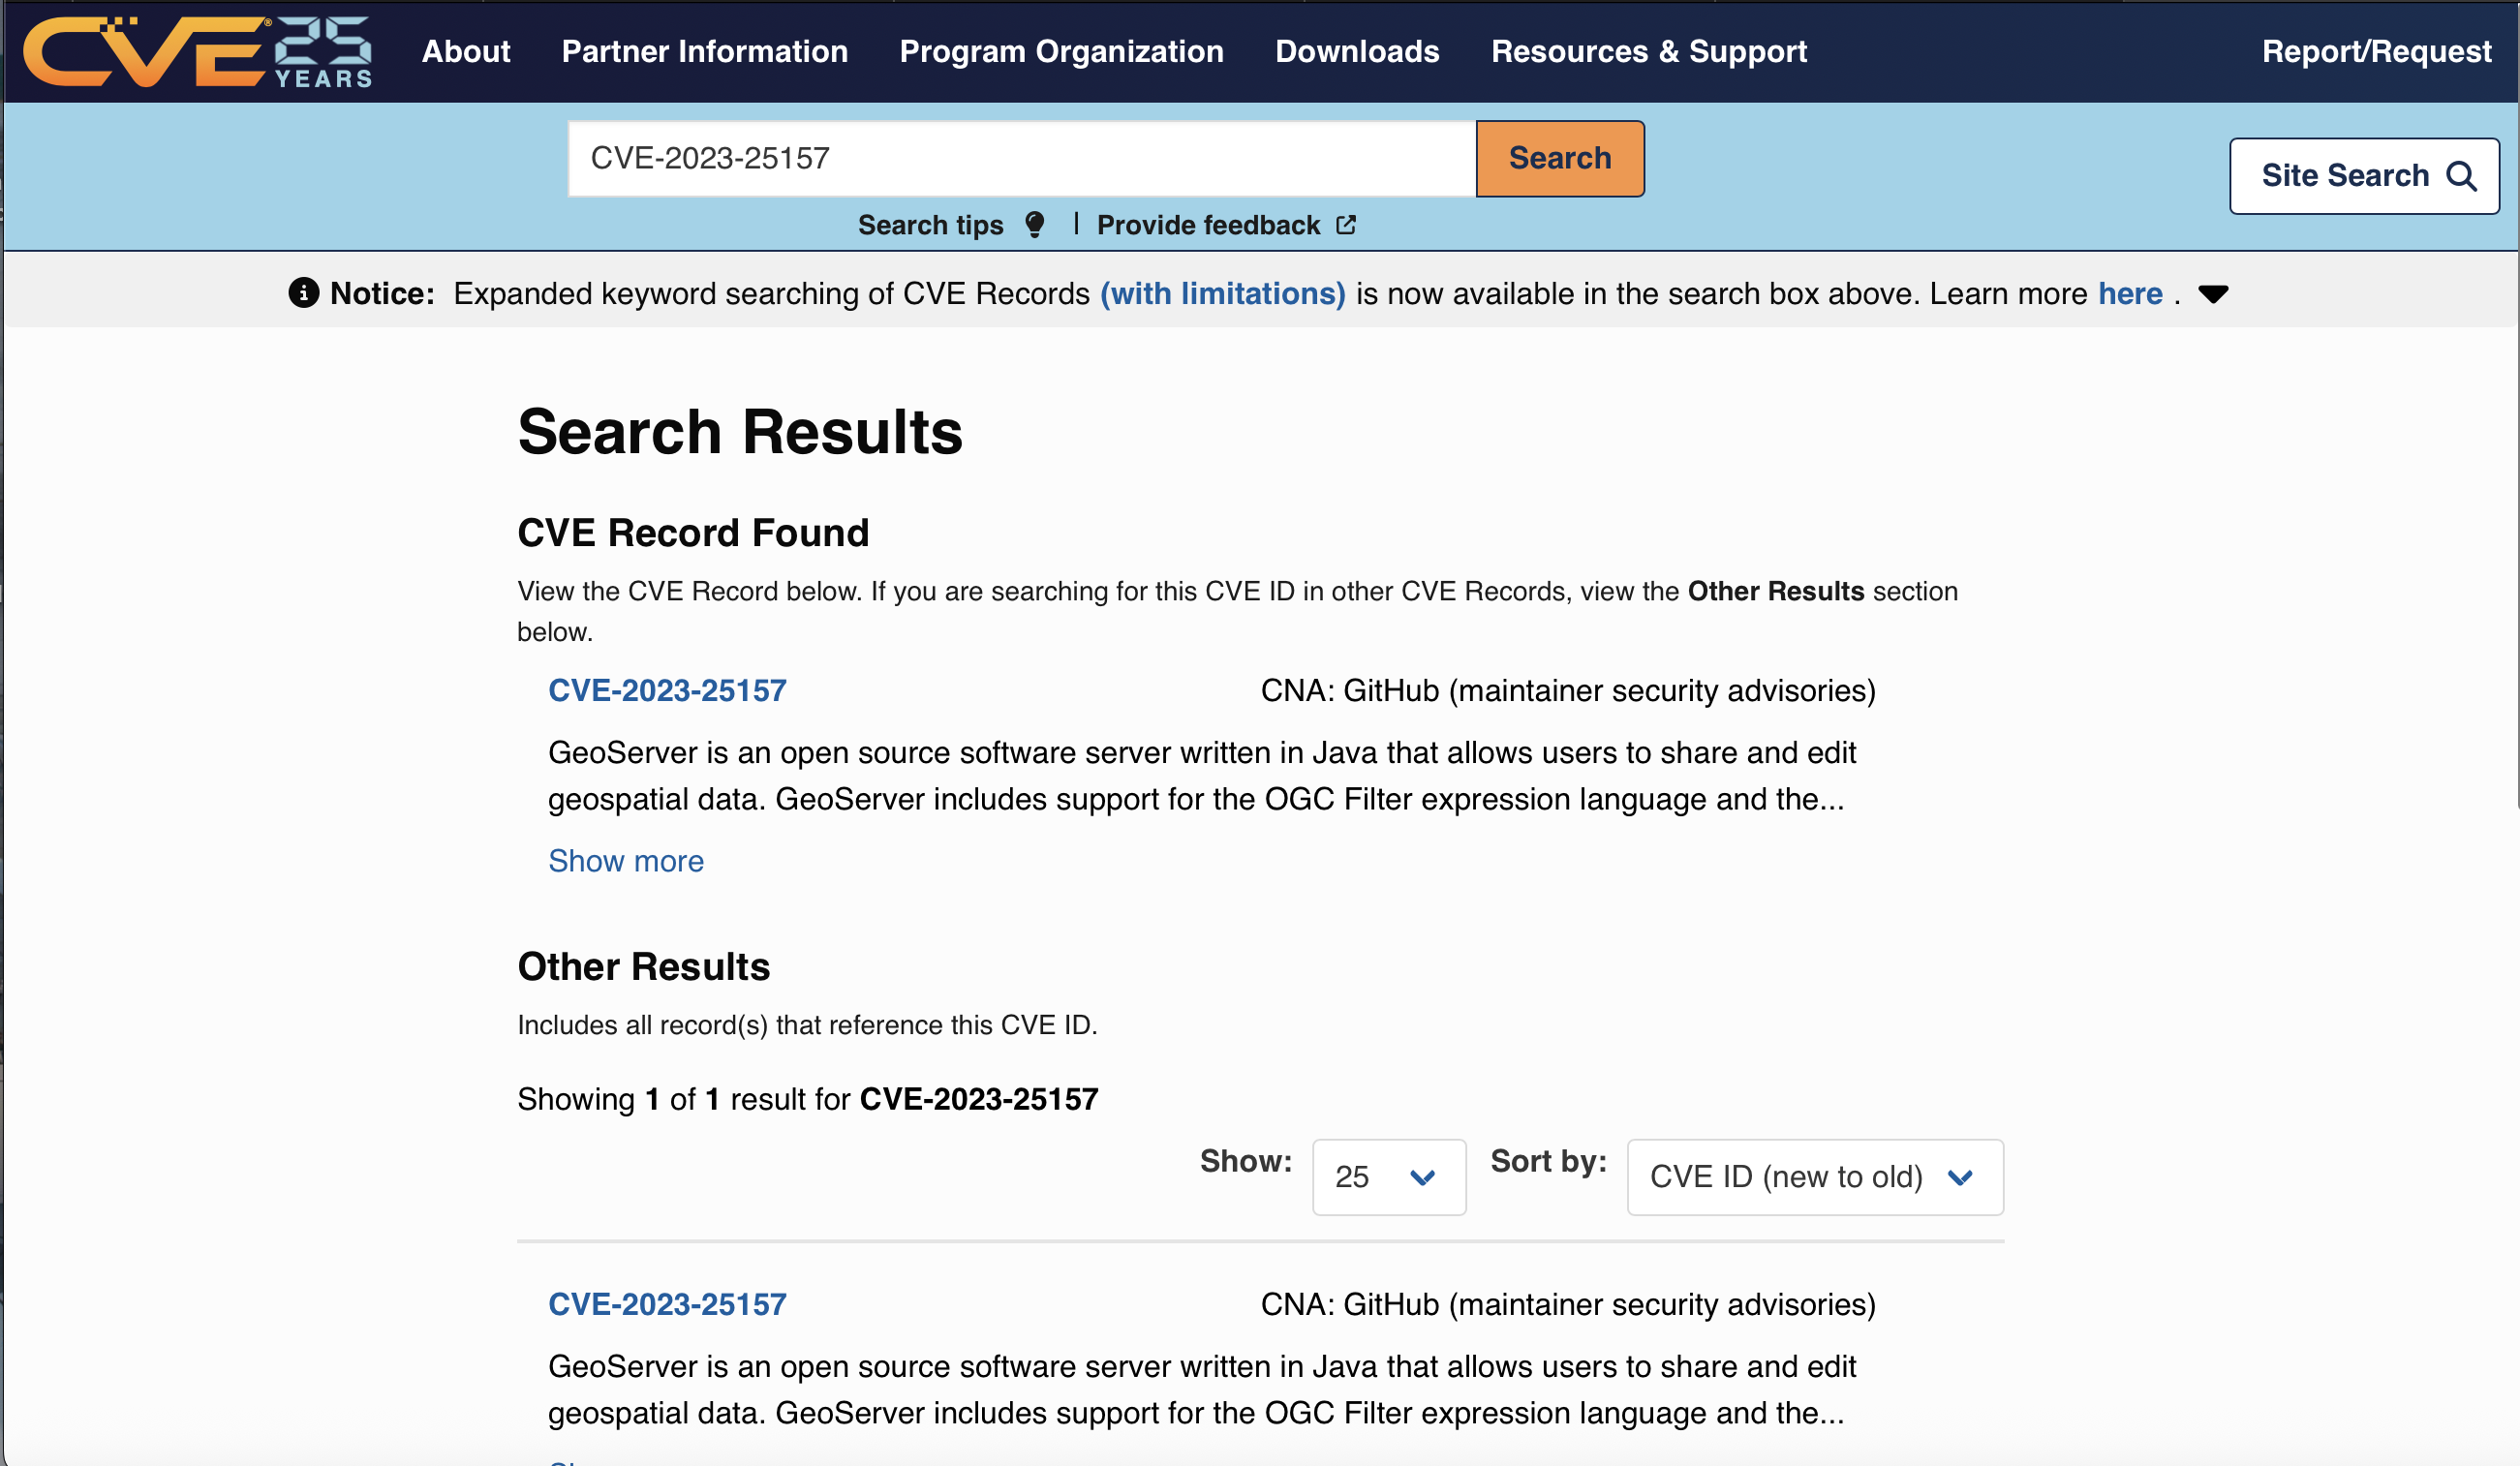 CVE® 25 YEARS
About Partner Information Program Organization Downloads Resources & Support Report/Request
CVE-2023-25157 Search
Site Search
Search tips | Provide feedback
Notice: Expanded keyword searching of CVE Records (with limitations) is now available in the search box above. Learn more here .
Search Results
CVE Record Found
View the CVE Record below. If you are searching for this CVE ID in other CVE Records, view the Other Results section
below.
CVE-2023-25157 CNA: GitHub (maintainer security advisories)
GeoServer is an open source software server written in Java that allows users to share and edit
geospatial data. GeoServer includes support for the OGC Filter expression language and the...
Show more
Other Results
Includes all record(s) that reference this CVE ID.
Showing 1 of 1 result for CVE-2023-25157
Show: 25 Sort by: CVE ID (new to old)
CVE-2023-25157 CNA: GitHub (maintainer security advisories)
GeoServer is an open source software server written in Java that allows users to share and edit
geospatial data. GeoServer includes support for the OGC Filter expression language and the...